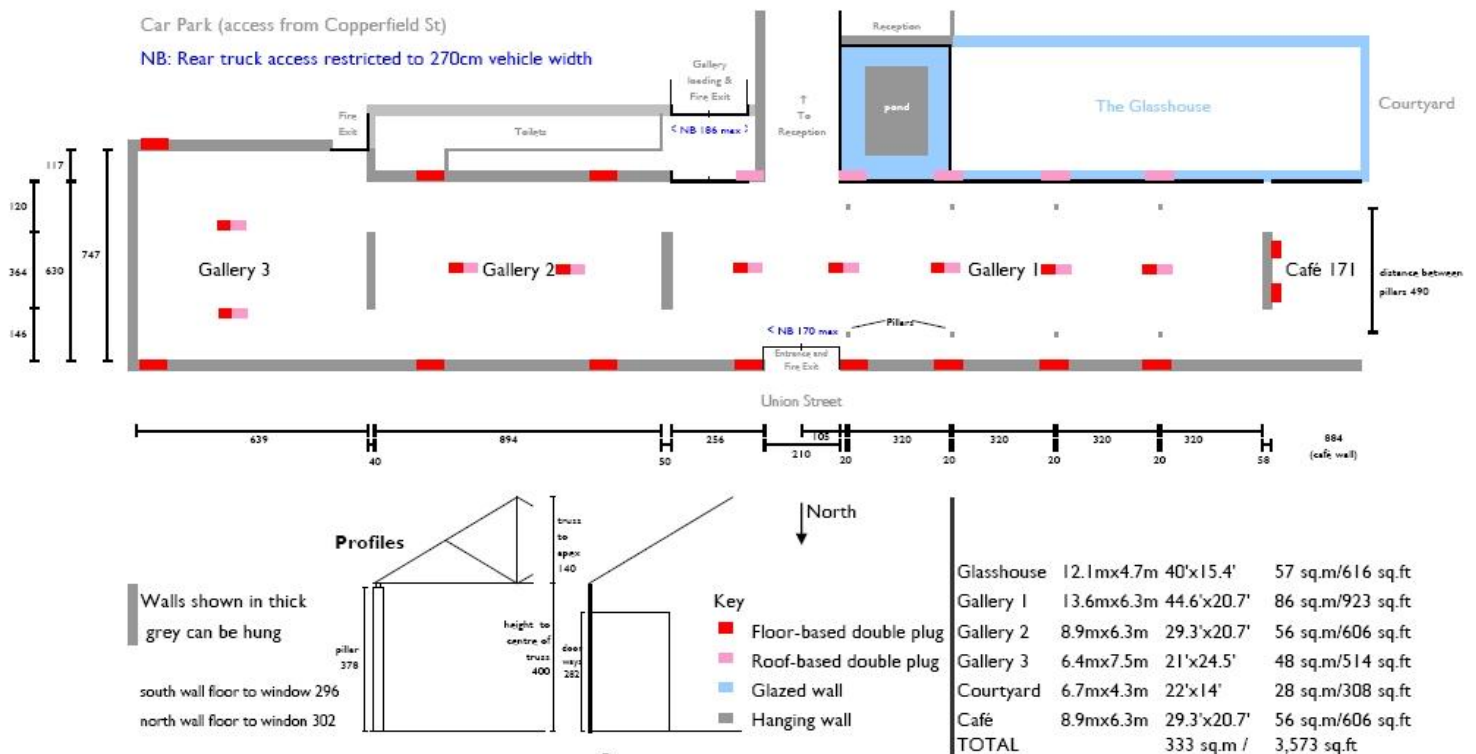 Car Park (access from Copperfield St)
NB: Rear truck access restricted to 270cm vehicle width
Gallery
loading &
Fire Exit
Reception
Fire
Exit
Toilets
< NB 186 max >
↑
To
Reception
pond
The Glasshouse
Courtyard
117
120
364
146
630
747
Gallery 3
Gallery 2
Gallery 1
Café 171
distance between
pillars 490
< NB 170 max
Pillars
Entrance and
Fire Exit
Union Street
639
894
256
105
320
320
320
320
884
(café wall)
40
50
210
20
20
20
20
58
Profiles
truss
to
apex
140
North
Walls shown in thick
grey can be hung
pillar
378
height to
centre of
truss
400
door
ways
282
south wall floor to window 296
north wall floor to windon 302
Key
Floor-based double plug
Roof-based double plug
Glazed wall
Hanging wall
Glasshouse 12.1mx4.7m 40'x15.4' 57 sq.m/616 sq.ft
Gallery 1 13.6mx6.3m 44.6'x20.7' 86 sq.m/923 sq.ft
Gallery 2 8.9mx6.3m 29.3'x20.7' 56 sq.m/606 sq.ft
Gallery 3 6.4mx7.5m 21'x24.5' 48 sq.m/514 sq.ft
Courtyard 6.7mx4.3m 22'x14' 28 sq.m/308 sq.ft
Café 8.9mx6.3m 29.3'x20.7' 56 sq.m/606 sq.ft
TOTAL 333 sq.m / 3,573 sq.ft